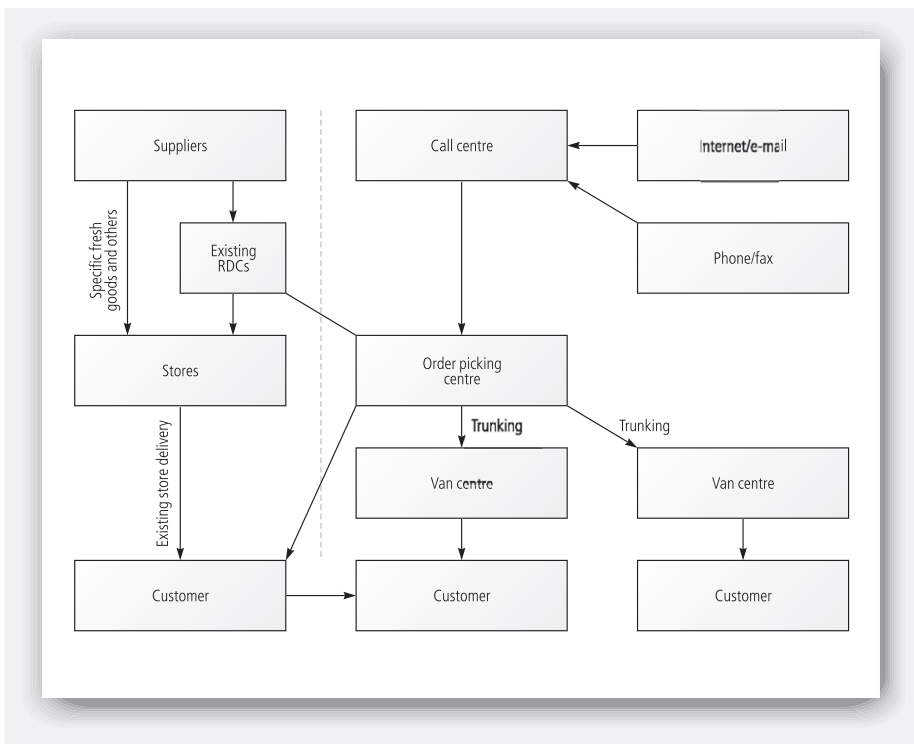 Suppliers
Call centre
Internet/e-mail
Specific fresh
goods and others
Existing
RDCs
Phone/fax
Stores
Order picking
centre
Trunking
Trunking
Existing store delivery
Van centre
Van centre
Customer
Customer
Customer